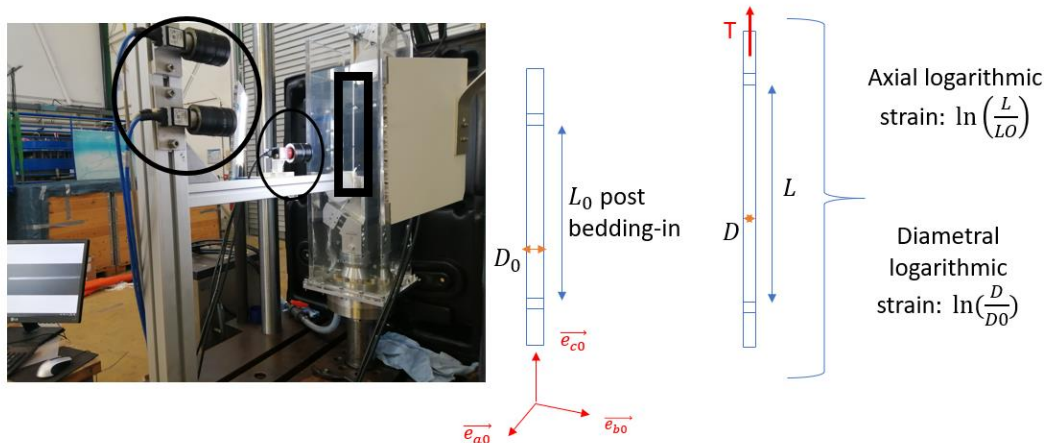 T
Axial logarithmic
strain: ln(L/LO)
L₀ post
bedding-in
L
D₀
D
Diametral
logarithmic
strain: ln(D/D0)
e_c0
e_a0
e_b0